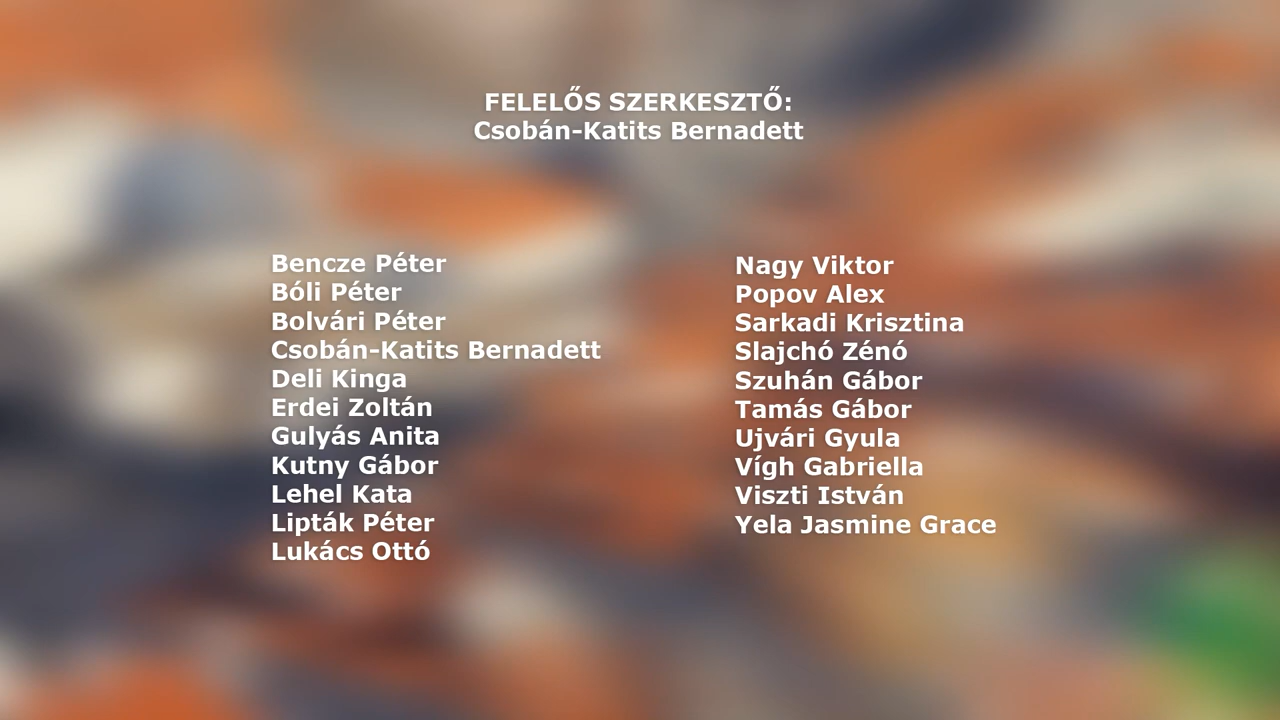 FELELŐS SZERKESZTŐ:
Csobán-Katits Bernadett
Bencze Péter
Bóli Péter
Bolvári Péter
Csobán-Katits Bernadett
Deli Kinga
Erdei Zoltán
Gulyás Anita
Kutny Gábor
Lehel Kata
Lipták Péter
Lukács Ottó
Nagy Viktor
Popov Alex
Sarkadi Krisztina
Slajchó Zénó
Szuhán Gábor
Tamás Gábor
Ujvári Gyula
Vígh Gabriella
Viszti István
Yela Jasmine Grace